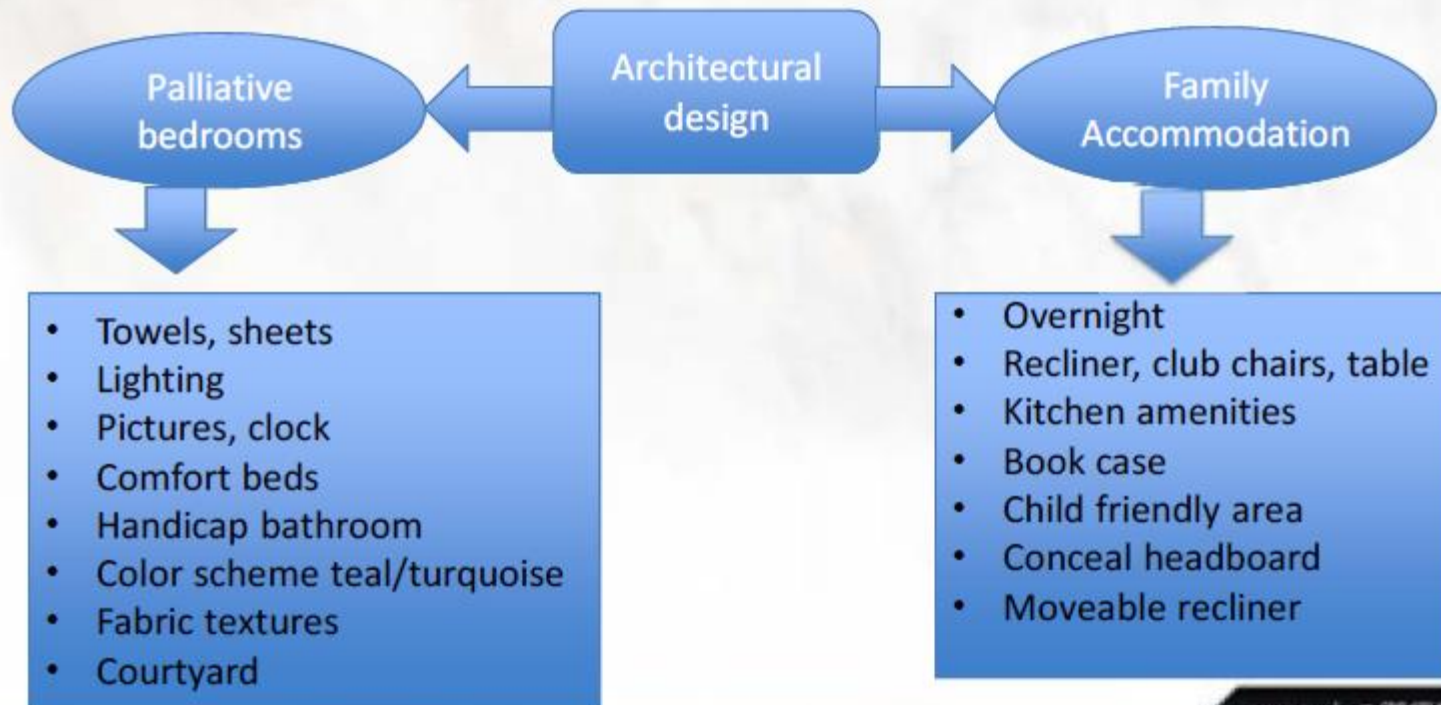 Architectural
design
Palliative
bedrooms
Family
Accommodation
• Towels, sheets
• Lighting
• Pictures, clock
• Comfort beds
• Handicap bathroom
• Color scheme teal/turquoise
• Fabric textures
• Courtyard
• Overnight
• Recliner, club chairs, table
• Kitchen amenities
• Book case
• Child friendly area
• Conceal headboard
• Moveable recliner